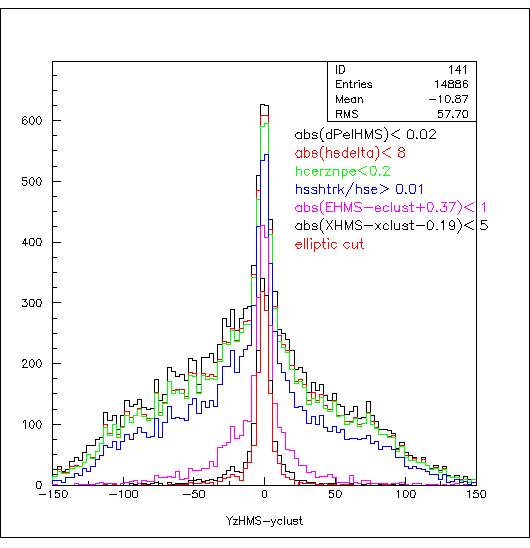 ID 141
Entries 14886
Mean -10.87
RMS 57.70
abs(dPelHMS)< 0.02
abs(hsdelta)< 8
hcerznpe<0.2
hsshtrk/hse> 0.01
abs(EHMS-eclust+0.37)< 1
abs(XHMS-xclust-0.19)< 5
elliptic cut
600
500
400
300
200
100
0
-150 -100 -50 0 50 100 150
YzHMS-yclust